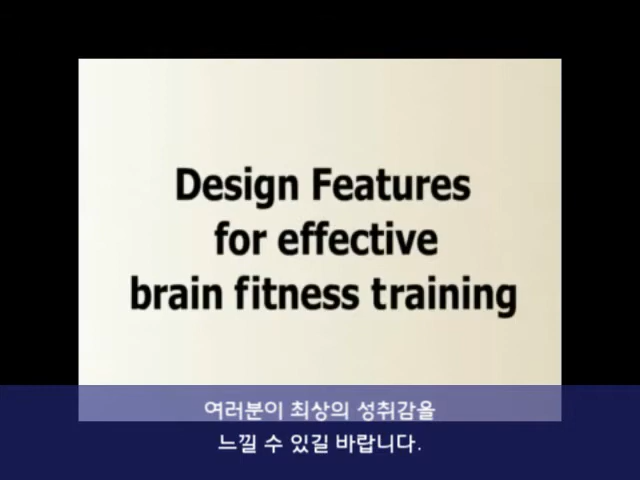 Design Features
for effective
brain fitness training
여러분이 최상의 성취감을
느낄 수 있길 바랍니다.